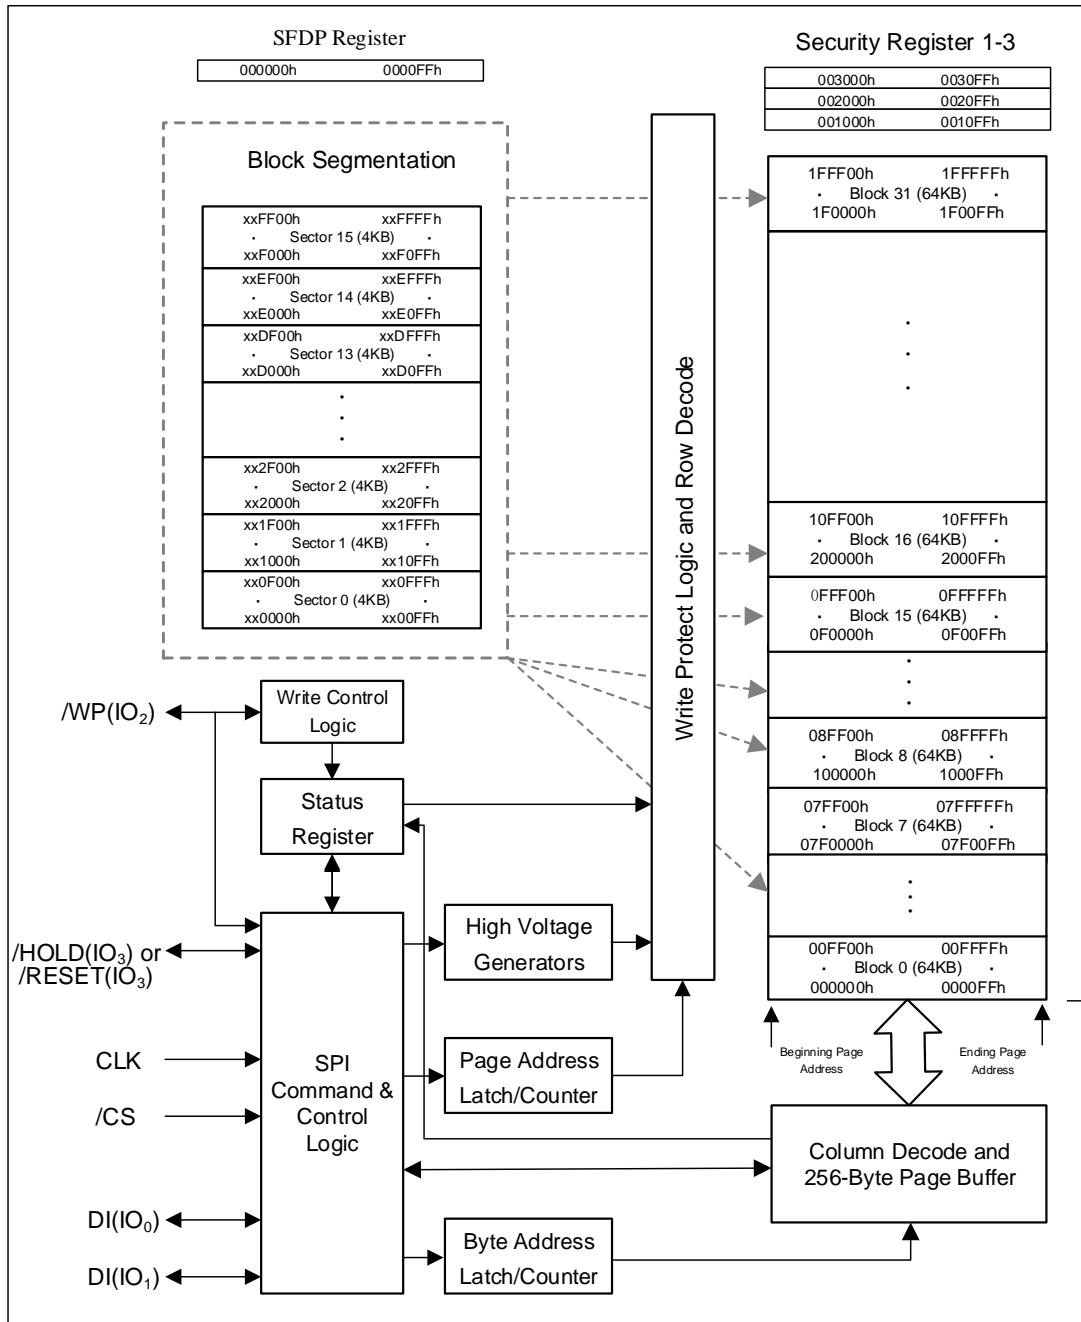 SFDP Register
000000h 0000FFh
Security Register 1-3
003000h 0030FFh
002000h 0020FFh
001000h 0010FFh
Block Segmentation
xxFF00h xxFFFFh
· Sector 15 (4KB) ·
xxF000h xxF0FFh
xxEF00h xxEFFFh
· Sector 14 (4KB) ·
xxE000h xxE0FFh
xxDF00h xxDFFFh
· Sector 13 (4KB) ·
xxD000h xxD0FFh
xx2F00h xx2FFFh
· Sector 2 (4KB) ·
xx2000h xx20FFh
xx1F00h xx1FFFh
· Sector 1 (4KB) ·
xx1000h xx10FFh
xx0F00h xx0FFFh
· Sector 0 (4KB) ·
xx0000h xx00FFh
Write Protect Logic and Row Decode
1FFF00h 1FFFFFh
· Block 31 (64KB) ·
1F0000h 1F00FFh
10FF00h 10FFFFh
· Block 16 (64KB) ·
200000h 2000FFh
0FFF00h 0FFFFFh
· Block 15 (64KB) ·
0F0000h 0F00FFh
08FF00h 08FFFFh
· Block 8 (64KB) ·
100000h 1000FFh
07FF00h 07FFFFFh
· Block 7 (64KB) ·
07F0000h 07F00FFh
00FF00h 00FFFFh
· Block 0 (64KB) ·
000000h 0000FFh
Beginning Page
Address
Ending Page
Address
/WP(IO₂)
Write Control
Logic
Status
Register
/HOLD(IO₃) or
/RESET(IO₃)
High Voltage
Generators
CLK
SPI
Command &
Control
Logic
Page Address
Latch/Counter
/CS
Column Decode and
256-Byte Page Buffer
DI(IO₀)
Byte Address
Latch/Counter
DI(IO₁)